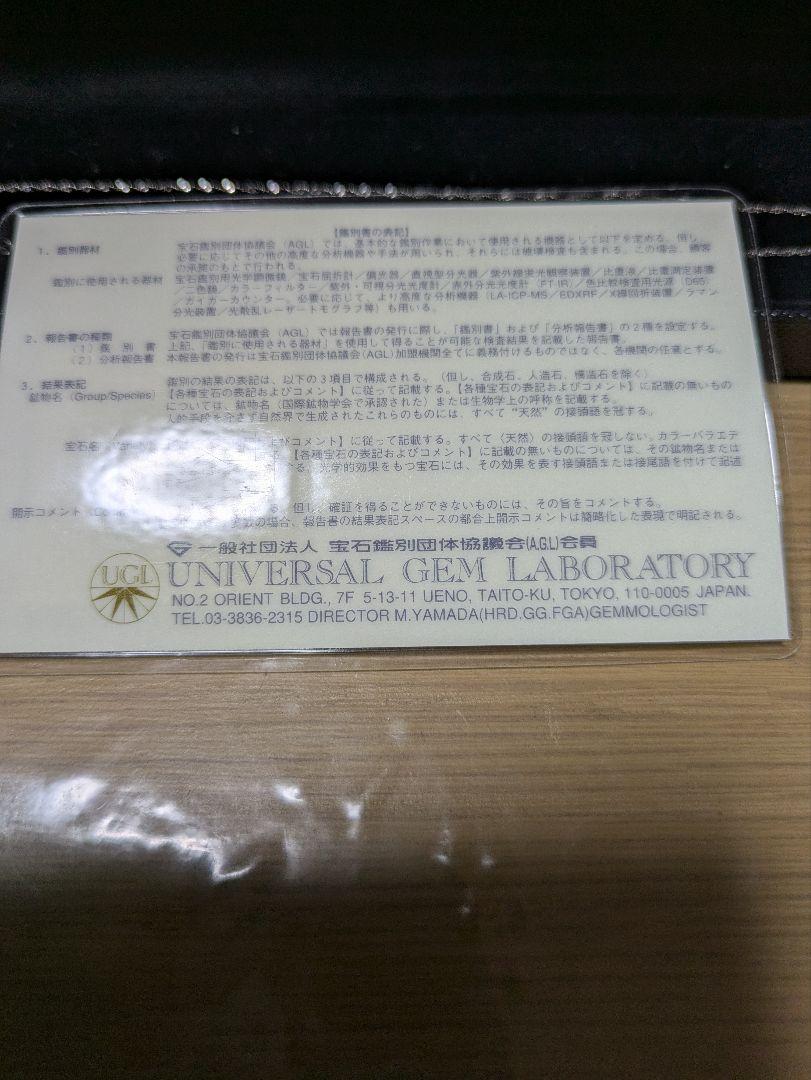 【鑑別書の表記】
1. 鑑別器材 宝石鑑別団体協議会（AGL）では、基本的な鑑別作業において使用される機器として以下を定める。但し、
必要に応じてその他の高度な分析機器や手法が用いられ、それらには破壊検査も含まれる。この場合、顧客
の承諾のもとで行われる。
鑑別に使用される器材 宝石鑑別用光学顕微鏡／宝石屈折計／偏光器／直視型分光器／紫外線蛍光観察装置／比重液／比重測定装置
／二色鏡／カラーフィルター／紫外・可視分光光度計／赤外分光光度計（FT-IR）／色比較検査用光源（D65）
／ガイガーカウンター。必要に応じて、より高度な分析機器（LA-ICP-MS／EDXRF／X線回折装置／ラマン
分光装置／光散乱レーザートモグラフ等）も用いる。
2. 報告書の種類 宝石鑑別団体協議会（AGL）では報告書の発行に際し、「鑑別書」および「分析報告書」の2種を設定する。
（1）鑑 別 書 上記、「鑑別に使用される器材」を使用して得ることが可能な検査結果を記載した報告書。
（2）分析報告書 本報告書の発行は宝石鑑別団体協議会(AGL)加盟機関全てに義務付けるものではなく、各機関の任意とする。
3. 結果表記 鑑別の結果の表記は、以下の3項目で構成される。（但し、合成石、人造石、模造石を除く）
鉱物名（Group/Species） 【各種宝石の表記およびコメント】に従って記載する。【各種宝石の表記およびコメント】に記載の無いもの
については、鉱物名（国際鉱物学会で承認された）または生物学上の呼称を記載する。
人的手段を介さず自然界で生成されたこれらのものには、すべて“天然”の接頭語を冠する。
宝石名 よびコメント】に従って記載する。すべて（天然）の接頭語を冠しない。カラーバラエテ
【各種宝石の表記およびコメント】に記載の無いものについては、その鉱物名または
する。光学的効果をもつ宝石には、その効果を表す接頭語または接尾語を付けて記述
開示コメント る。但し、確証を得ることができないものには、その旨をコメントする。
の場合、報告書の結果表記スペースの都合上開示コメントは簡略化した表現で明記される。
一般社団法人 宝石鑑別団体協議会(A.G.L)会員
UGL UNIVERSAL GEM LABORATORY
NO.2 ORIENT BLDG., 7F 5-13-11 UENO, TAITO-KU, TOKYO, 110-0005 JAPAN.
TEL.03-3836-2315 DIRECTOR M.YAMADA(HRD.GG.FGA)GEMMOLOGIST